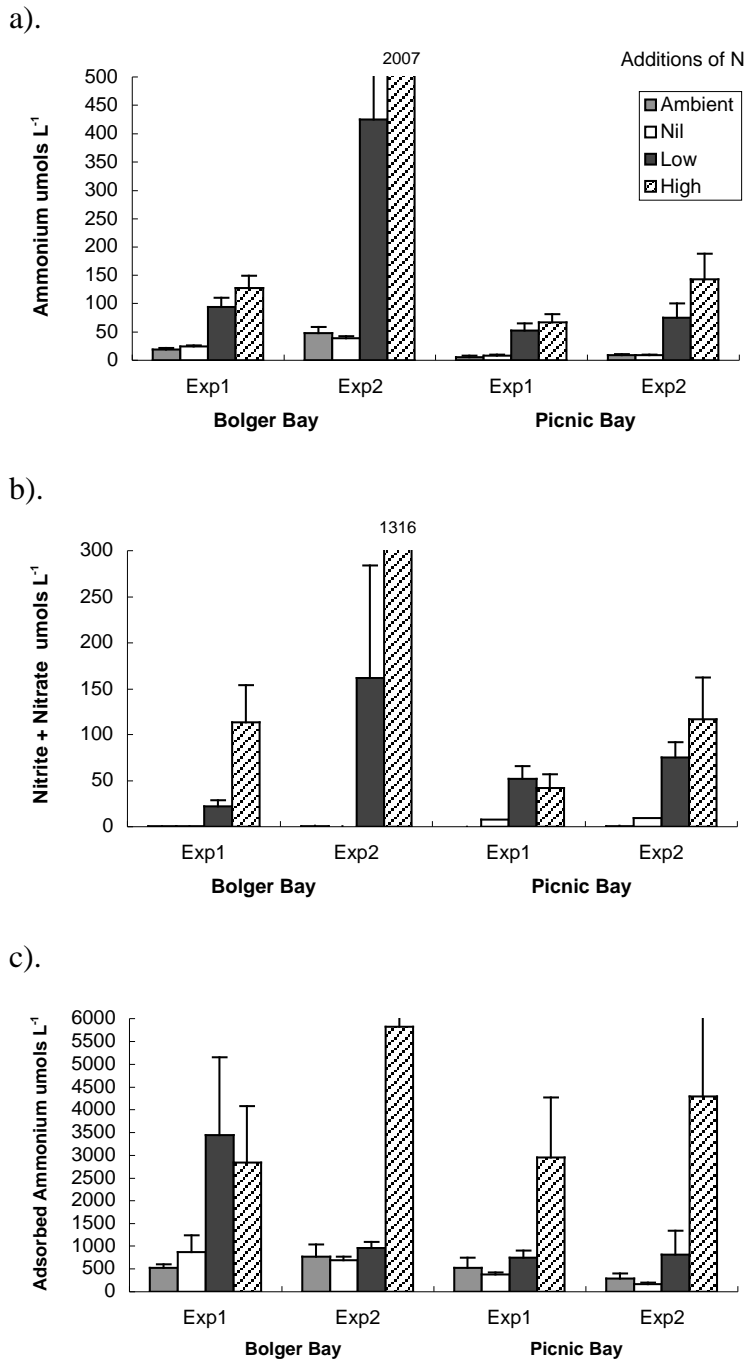 a).
2007
Additions of N
500
450
400
350
300
250
200
150
100
50
0
Ammonium umols L⁻¹
Ambient
Nil
Low
High
Exp1 Exp2 Exp1 Exp2
Bolger Bay Picnic Bay
b).
1316
300
250
200
150
100
50
0
Nitrite + Nitrate umols L⁻¹
Exp1 Exp2 Exp1 Exp2
Bolger Bay Picnic Bay
c).
6000
5500
5000
4500
4000
3500
3000
2500
2000
1500
1000
500
0
Adsorbed Ammonium umols L⁻¹
Exp1 Exp2 Exp1 Exp2
Bolger Bay Picnic Bay